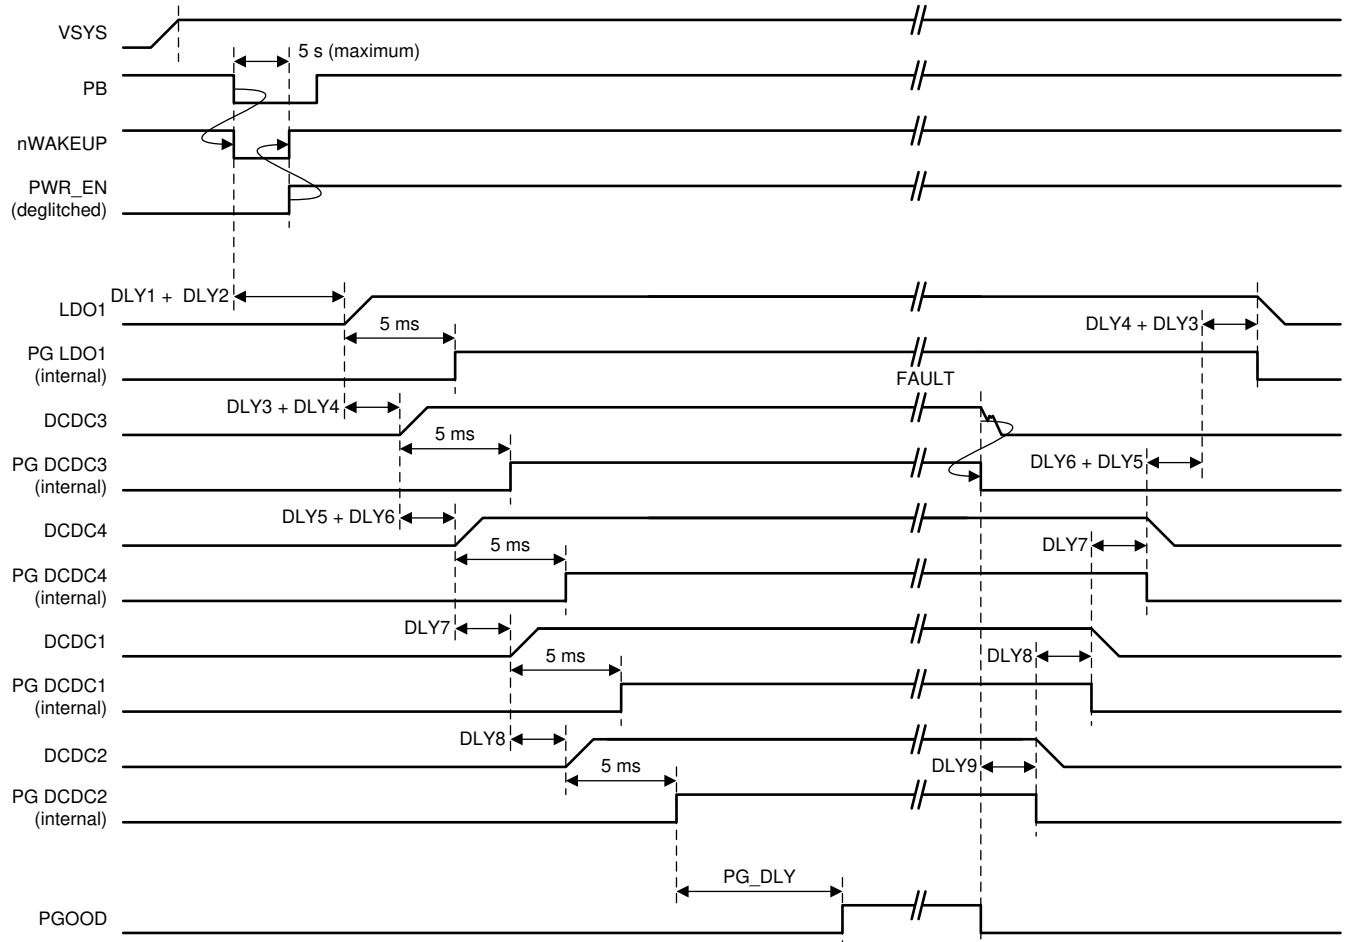 VSYS
5 s (maximum)
PB
nWAKEUP
PWR_EN
(deglitched)
LDO1
DLY1 + DLY2
5 ms
DLY4 + DLY3
PG LDO1
(internal)
FAULT
DCDC3
DLY3 + DLY4
5 ms
PG DCDC3
(internal)
DLY6 + DLY5
DCDC4
DLY5 + DLY6
5 ms
DLY7
PG DCDC4
(internal)
DCDC1
DLY7
5 ms
DLY8
PG DCDC1
(internal)
DCDC2
DLY8
5 ms
DLY9
PG DCDC2
(internal)
PG_DLY
PGOOD